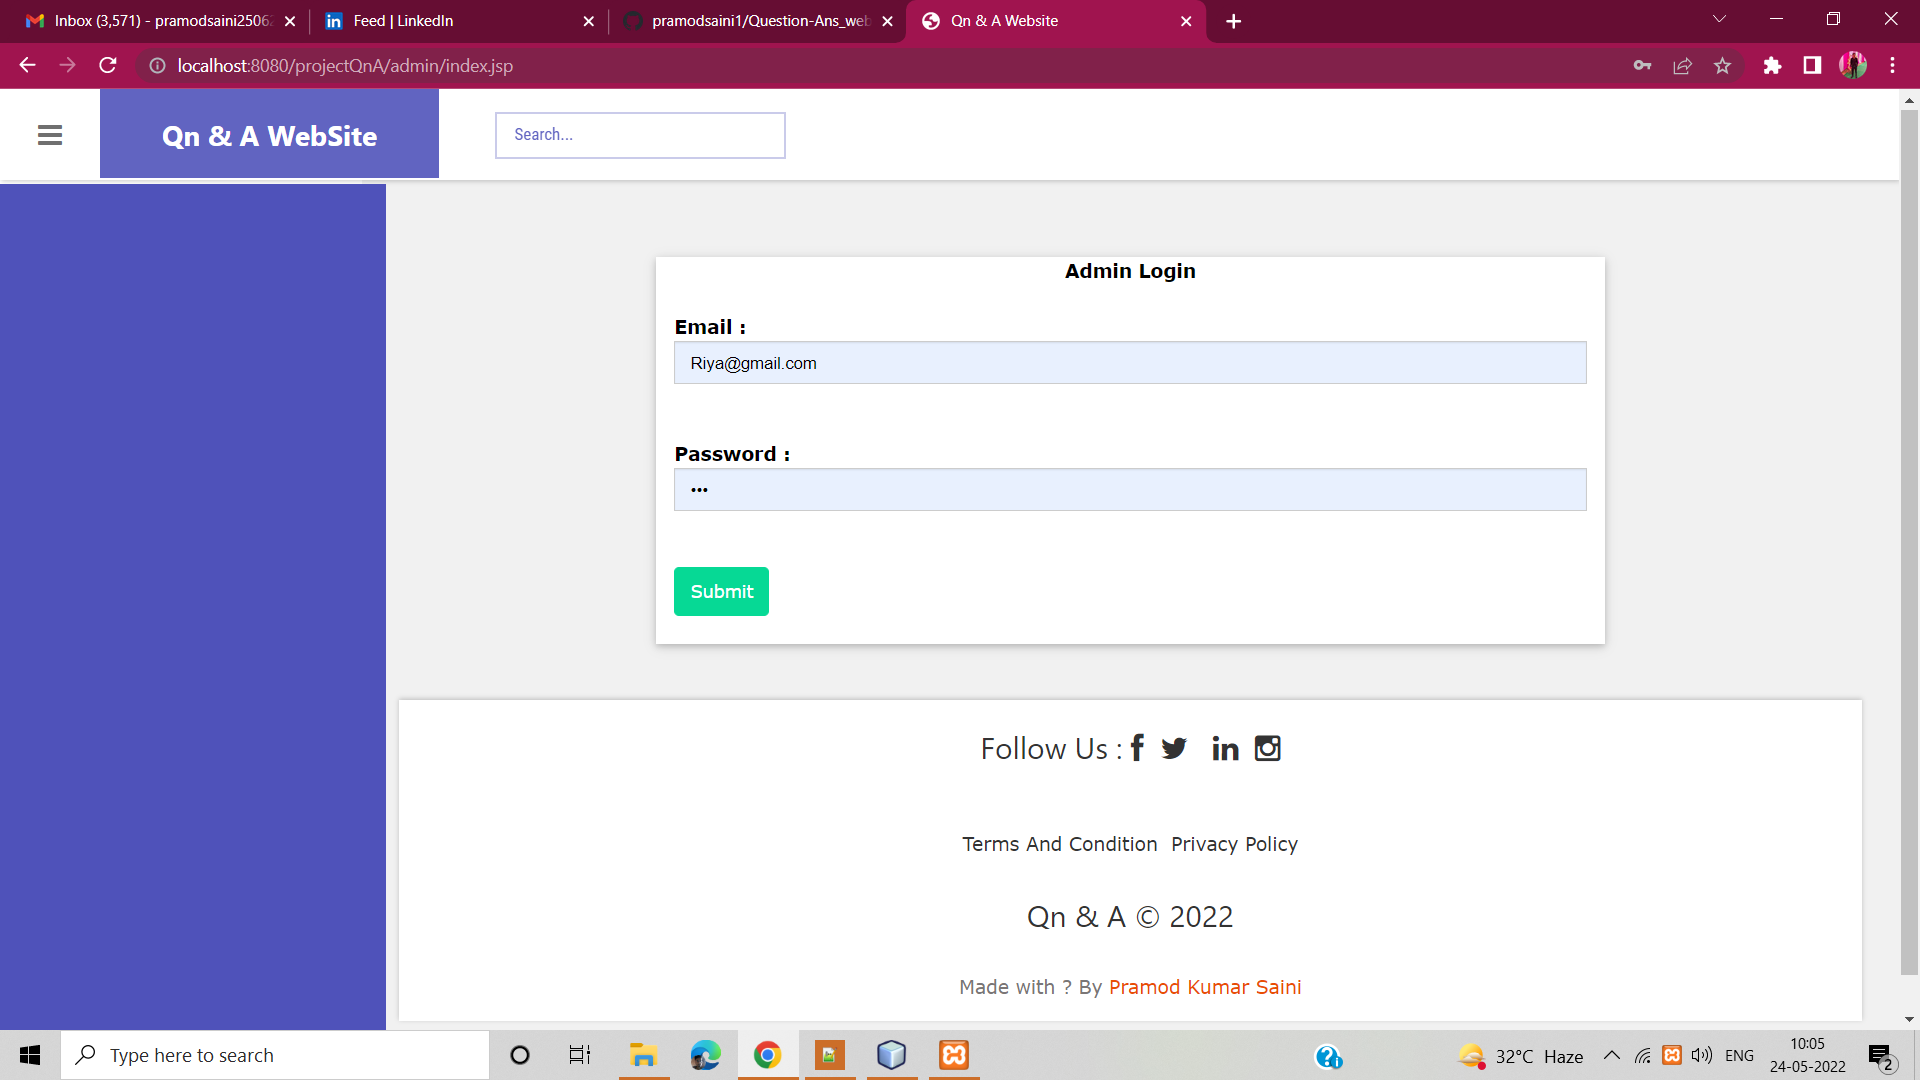 Inbox (3,571) - pramodsaini2506
Feed | LinkedIn
pramodsaini1/Question-Ans_web
Qn & A Website
localhost:8080/projectQnA/admin/index.jsp
Qn & A WebSite
Search...
Admin Login
Email :
Riya@gmail.com
Password :
•••
Submit
Follow Us :
Terms And Condition Privacy Policy
Qn & A © 2022
Made with ? By Pramod Kumar Saini
Type here to search
32°C Haze
ENG
10:05
24-05-2022
2